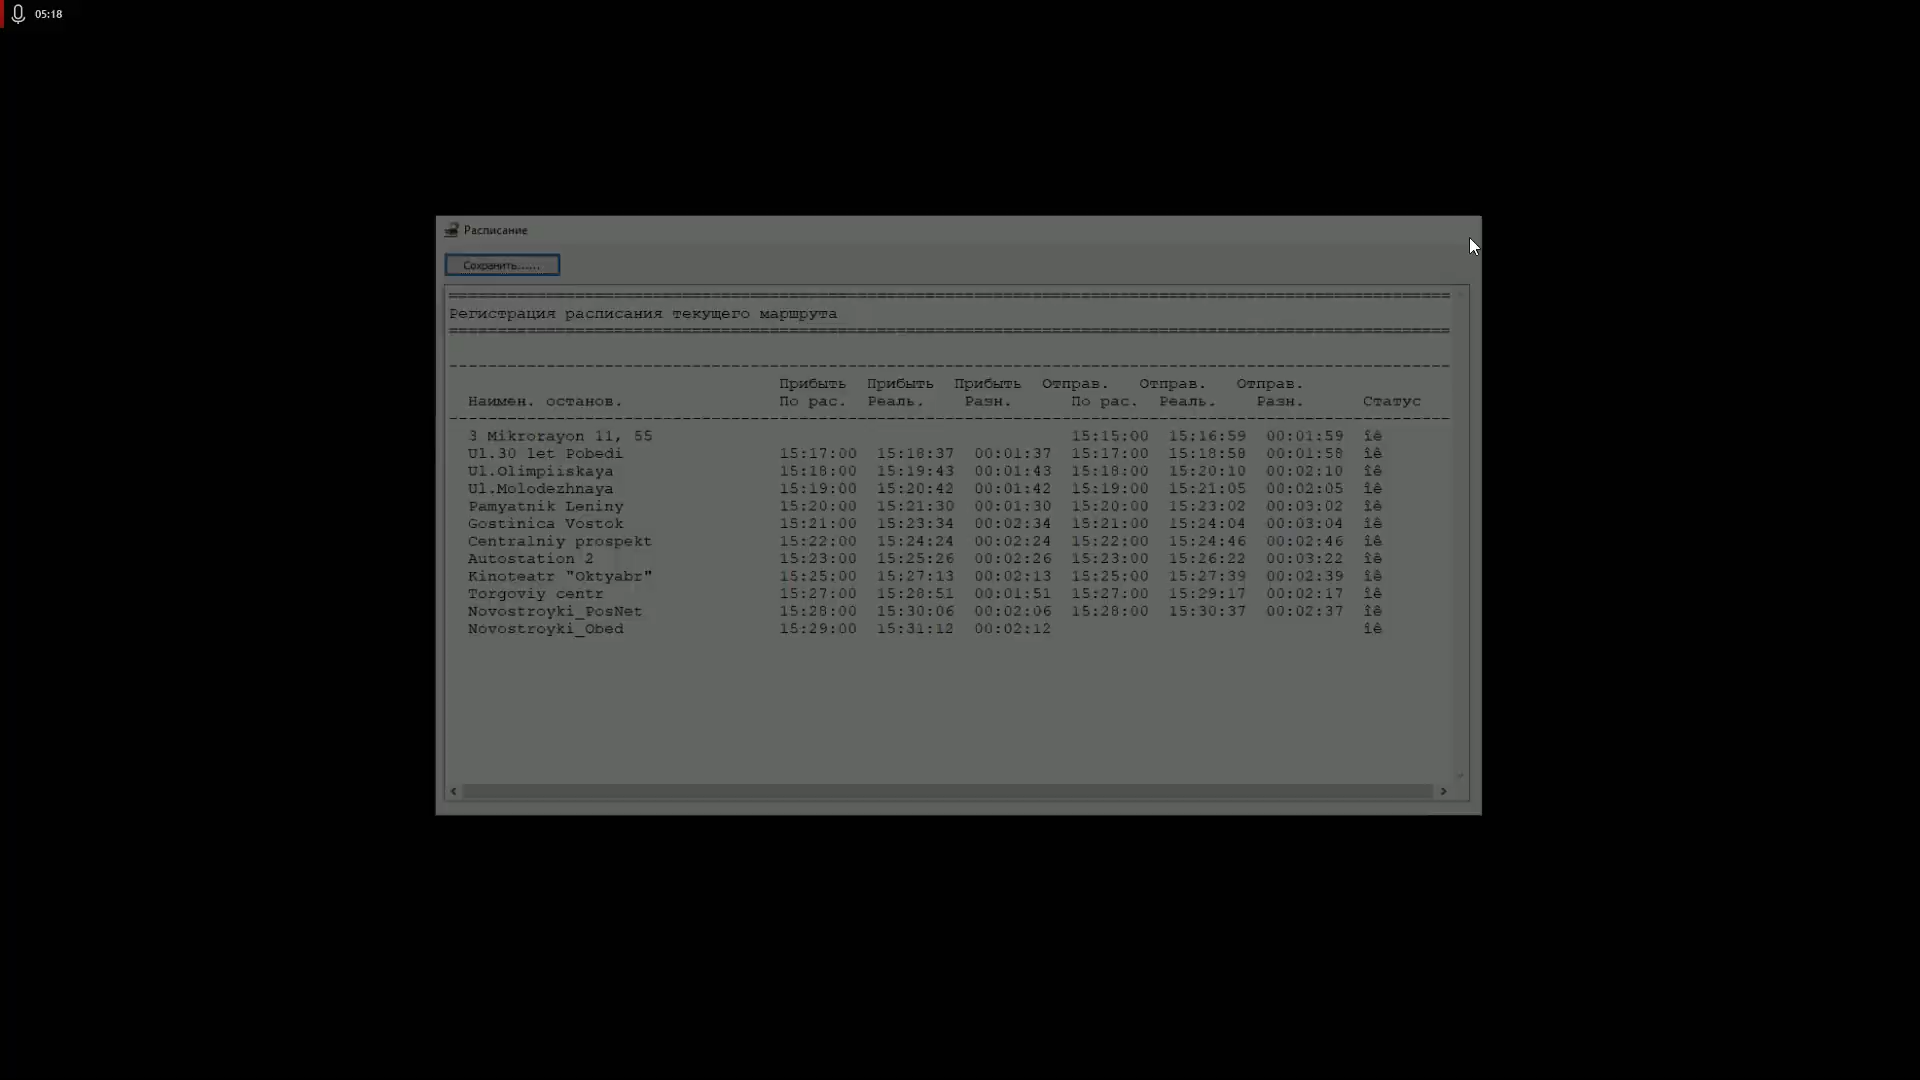 05:18
Расписание
Сохранить......
Регистрация расписания текущего маршрута
Прибыть Прибыть Прибыть Отправ. Отправ. Отправ.
Наимен. останов. По рас. Реаль. Разн. По рас. Реаль. Разн. Статус
3 Mikrorayon 11, 55 15:15:00 15:16:59 00:01:59 îê
Ul.30 let Pobedi 15:17:00 15:18:37 00:01:37 15:17:00 15:18:58 00:01:58 îê
Ul.Olimpiiskaya 15:18:00 15:19:43 00:01:43 15:18:00 15:20:10 00:02:10 îê
Ul.Molodezhnaya 15:19:00 15:20:42 00:01:42 15:19:00 15:21:05 00:02:05 îê
Pamyatnik Leniny 15:20:00 15:21:30 00:01:30 15:20:00 15:23:02 00:03:02 îê
Gostinica Vostok 15:21:00 15:23:34 00:02:34 15:21:00 15:24:04 00:03:04 îê
Centralniy prospekt 15:22:00 15:24:24 00:02:24 15:22:00 15:24:46 00:02:46 îê
Autostation 2 15:23:00 15:25:26 00:02:26 15:23:00 15:26:22 00:03:22 îê
Kinoteatr "Oktyabr" 15:25:00 15:27:13 00:02:13 15:25:00 15:27:39 00:02:39 îê
Torgoviy centr 15:27:00 15:28:51 00:01:51 15:27:00 15:29:17 00:02:17 îê
Novostroyki_PosNet 15:28:00 15:30:06 00:02:06 15:28:00 15:30:37 00:02:37 îê
Novostroyki_Obed 15:29:00 15:31:12 00:02:12 îê